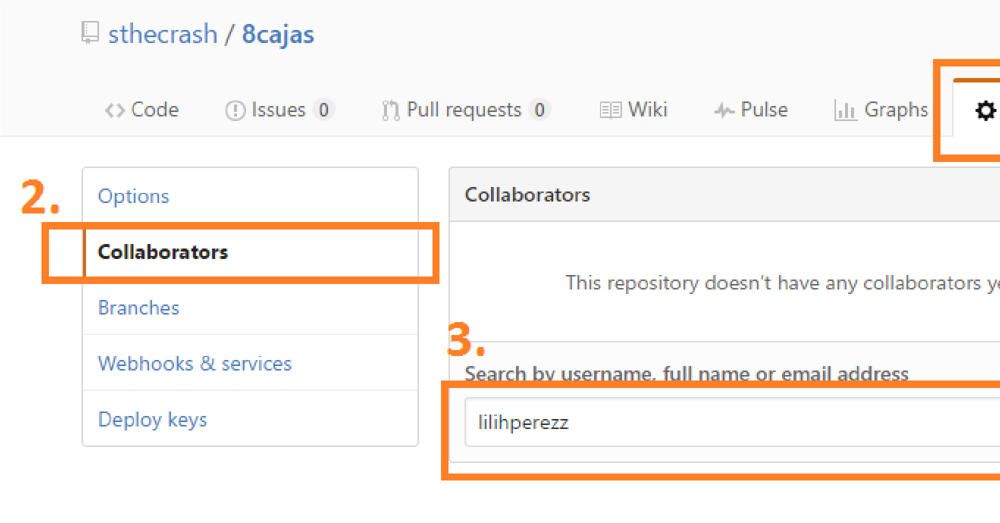 sthecrash / 8cajas
Code Issues 0 Pull requests 0 Wiki Pulse Graphs
2.
Options
Collaborators
Branches
Webhooks & services
Deploy keys
Collaborators
This repository doesn't have any collaborators
3.
Search by username, full name or email address
lilihperezz